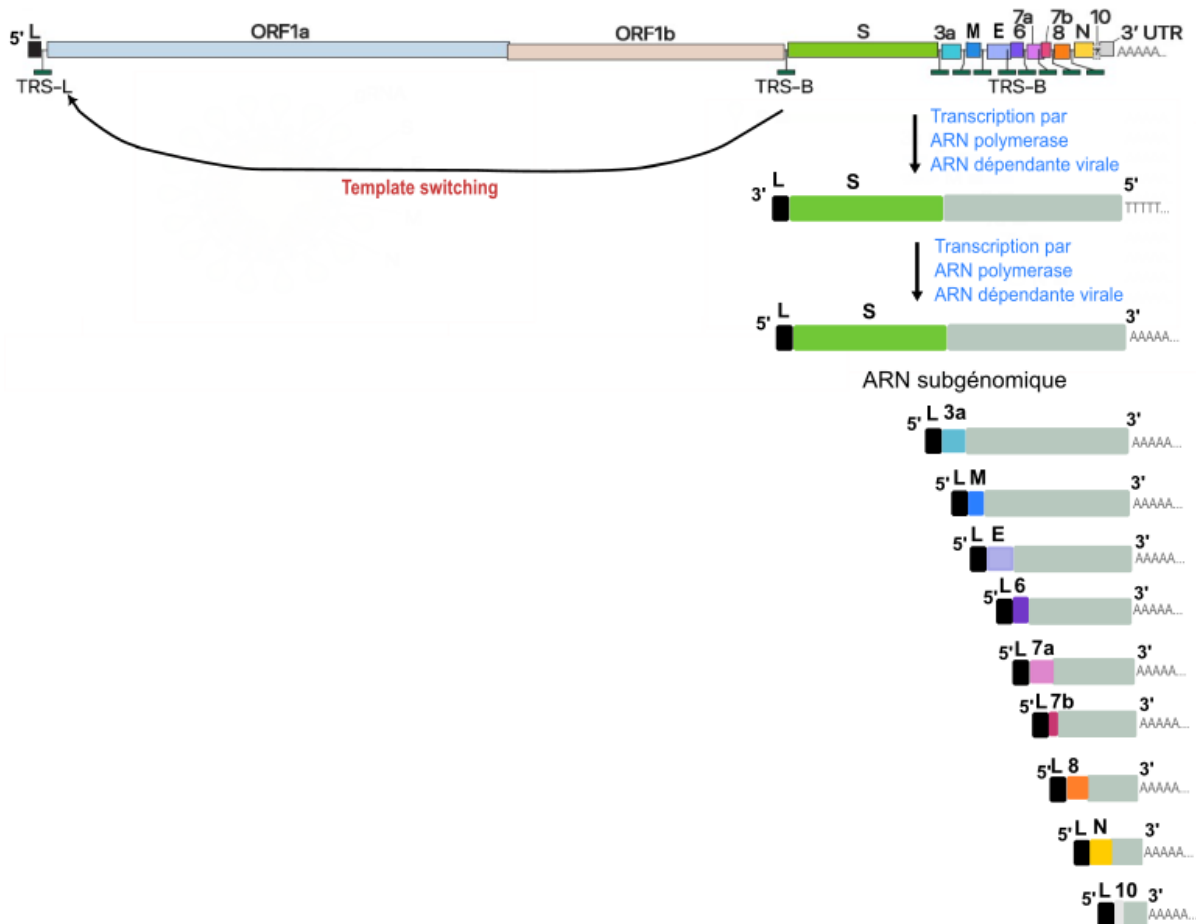 5' L ORF1a ORF1b S 3a M E 6 7a 7b 8 N 10 3' UTR
AAAAA...
TRS-L TRS-B TRS-B
Template switching
Transcription par
ARN polymerase
ARN dépendante virale
3' L S 5'
TTTTT...
Transcription par
ARN polymerase
ARN dépendante virale
5' L S 3'
AAAAA...
ARN subgénomique
5' L 3a 3'
AAAAA...
5' L M 3'
AAAAA...
5' L E 3'
AAAAA...
5' L 6 3'
AAAAA...
5' L 7a 3'
AAAAA...
5' L 7b 3'
AAAAA...
5' L 8 3'
AAAAA...
5' L N 3'
AAAAA...
5' L 10 3'
AAAAA...